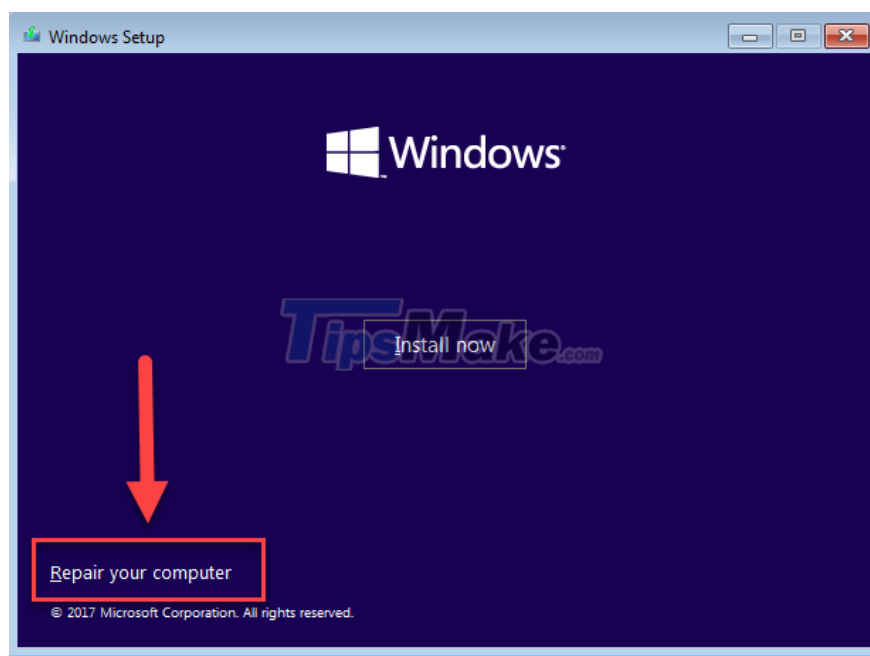 Windows Setup
Windows
TipsMake.com
Install now
Repair your computer
© 2017 Microsoft Corporation. All rights reserved.